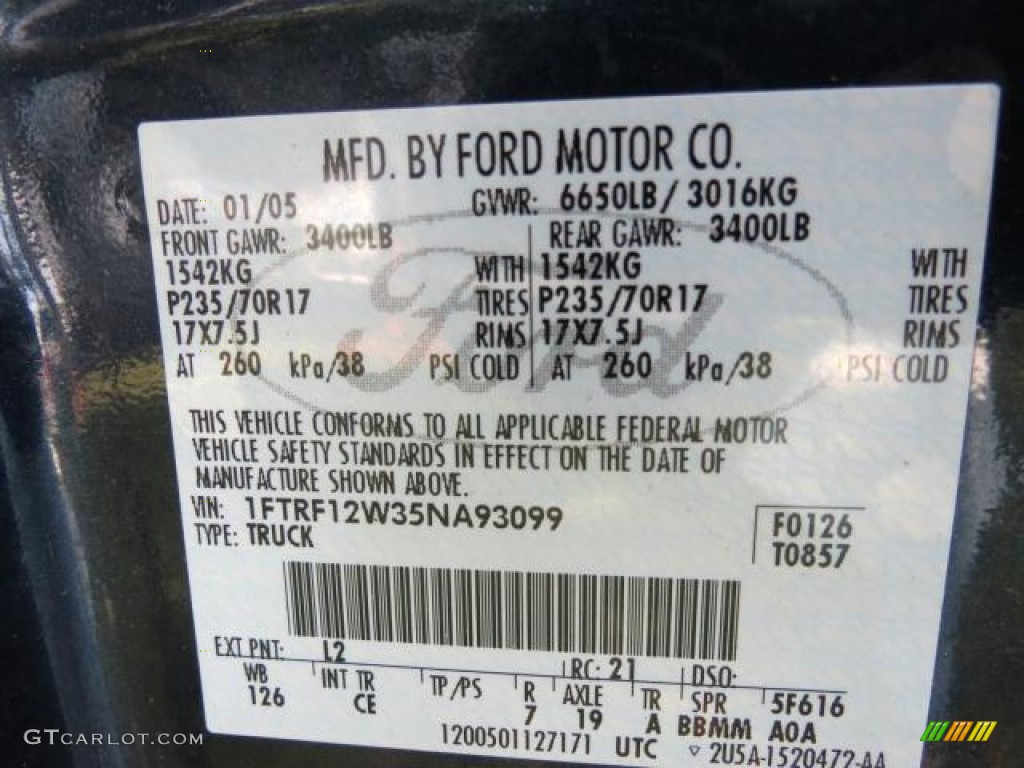 MFD. BY FORD MOTOR CO.
DATE: 01/05 GVWR: 6650LB/ 3016KG
FRONT GAWR: 3400LB REAR GAWR: 3400LB
1542KG WITH 1542KG WITH
P235/70R17 TIRES P235/70R17 TIRES
17X7.5J RIMS 17X7.5J RIMS
AT 260 kPa/38 PSI COLD AT 260 kPa/38 PSI COLD
Ford
THIS VEHICLE CONFORMS TO ALL APPLICABLE FEDERAL MOTOR
VEHICLE SAFETY STANDARDS IN EFFECT ON THE DATE OF
MANUFACTURE SHOWN ABOVE.
VIN: 1FTRF12W35NA93099
TYPE: TRUCK
F0126
T0857
EXT PNT: L2 RC: 21 DSO:
WB INT TR TP/PS R AXLE TR SPR 5F616
126 CE 7 19 A BBMM AOA
1200501127171 UTC ▽ 2U5A-1520472-AA
GTCARLOT.COM